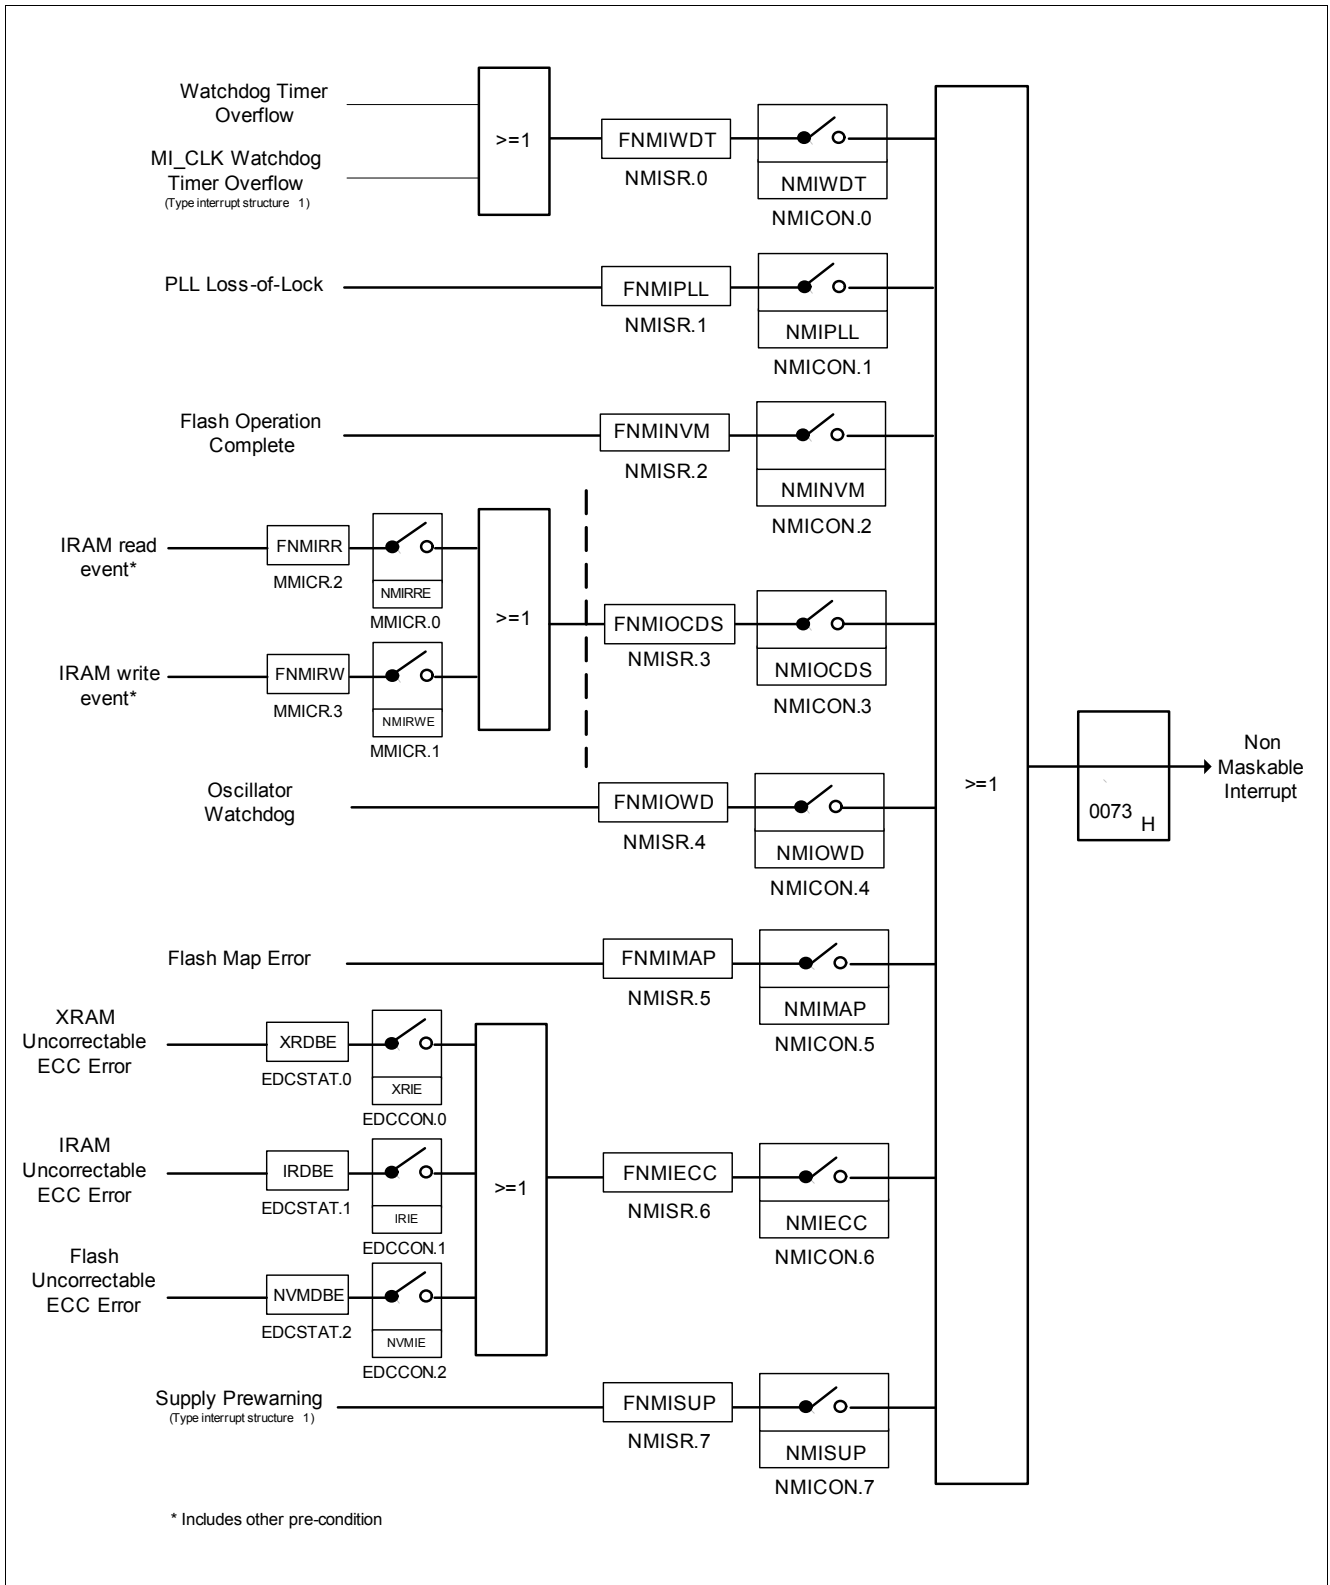 Watchdog Timer
Overflow
MI_CLK Watchdog
Timer Overflow
(Type interrupt structure 1)
>=1
FNMIWDT
NMISR.0
NMIWDT
NMICON.0
PLL Loss-of-Lock
FNMIPLL
NMISR.1
NMIPLL
NMICON.1
Flash Operation
Complete
FNMINVM
NMISR.2
NMINVM
NMICON.2
IRAM read
event*
FNMIRR
MMICR.2
NMIRRE
MMICR.0
IRAM write
event*
FNMIRW
MMICR.3
NMIRWE
MMICR.1
>=1
FNMIOCDS
NMISR.3
NMIOCDS
NMICON.3
Oscillator
Watchdog
FNMIOWD
NMISR.4
NMIOWD
NMICON.4
Flash Map Error
FNMIMAP
NMISR.5
NMIMAP
NMICON.5
XRAM
Uncorrectable
ECC Error
XRDBE
EDCSTAT.0
XRIE
EDCCON.0
IRAM
Uncorrectable
ECC Error
IRDBE
EDCSTAT.1
IRIE
EDCCON.1
Flash
Uncorrectable
ECC Error
NVMDBE
EDCSTAT.2
NVMIE
EDCCON.2
>=1
FNMIECC
NMISR.6
NMIECC
NMICON.6
Supply Prewarning
(Type interrupt structure 1)
FNMISUP
NMISR.7
NMISUP
NMICON.7
>=1
0073 H
Non
Maskable
Interrupt
* Includes other pre-condition